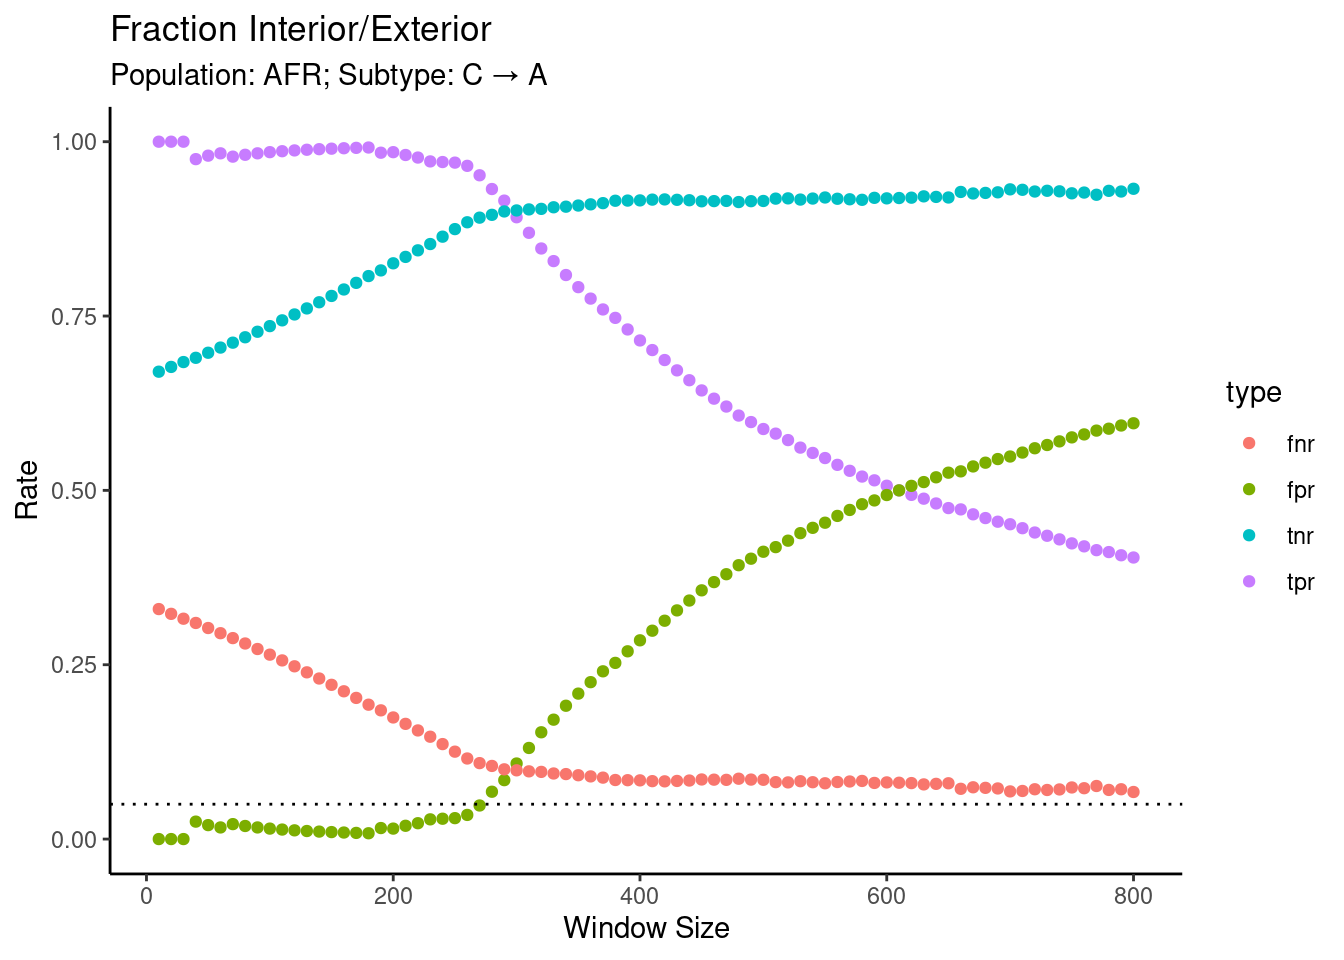 Fraction Interior/Exterior
Population: AFR; Subtype: C → A
1.00
0.75
0.50
0.25
0.00
Rate
0
200
400
600
800
Window Size
type
fnr
fpr
tnr
tpr